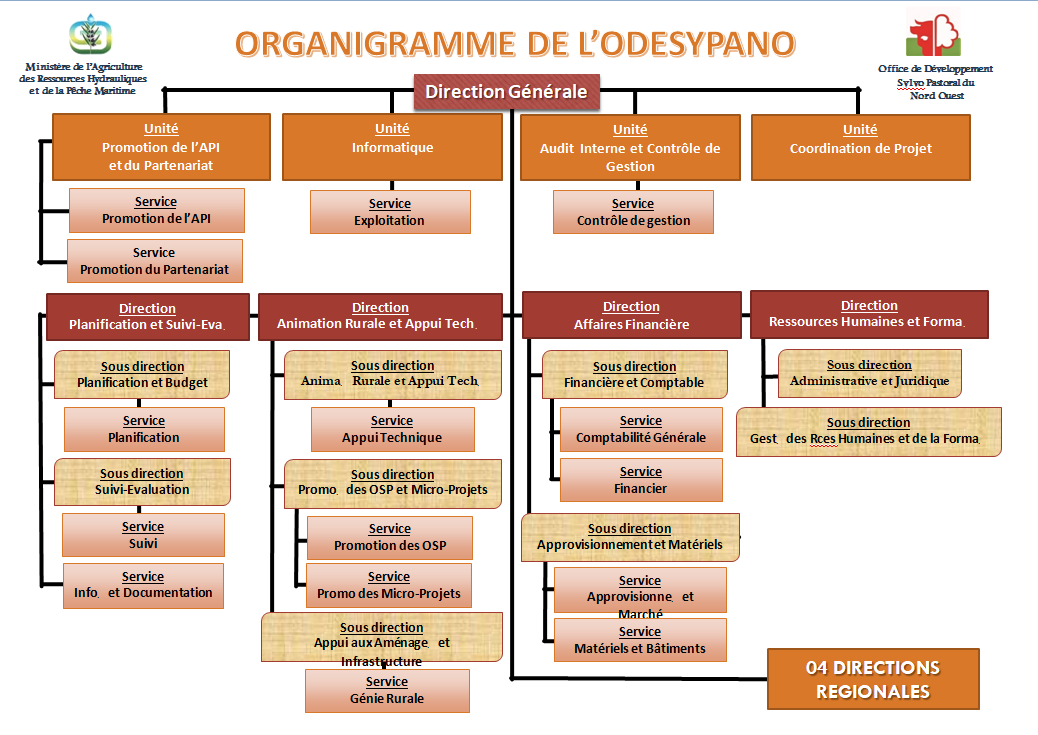 ORGANIGRAMME DE L'ODESYPANO
Ministère de l'Agriculture
des Ressources Hydrauliques
et de la Pêche Maritime
Office de Développement
Sylvo Pastoral du
Nord Ouest
Direction Générale
Unité
Promotion de l'API
et du Partenariat
Unité
Informatique
Unité
Audit Interne et Contrôle de
Gestion
Unité
Coordination de Projet
Service
Promotion de l'API
Service
Exploitation
Service
Contrôle de gestion
Service
Promotion du Partenariat
Direction
Planification et Suivi-Eva.
Direction
Animation Rurale et Appui Tech.
Direction
Affaires Financière
Direction
Ressources Humaines et Forma.
Sous direction
Planification et Budget
Service
Planification
Sous direction
Suivi-Evaluation
Service
Suivi
Service
Info. et Documentation
Sous direction
Anima. Rurale et Appui Tech.
Service
Appui Technique
Sous direction
Promo. des OSP et Micro-Projets
Service
Promotion des OSP
Service
Promo des Micro-Projets
Sous direction
Appui aux Aménage. et
Infrastructure
Service
Génie Rurale
Sous direction
Financière et Comptable
Service
Comptabilité Générale
Service
Financier
Sous direction
Approvisionnement et Matériels
Service
Approvisionne. et
Marché
Service
Matériels et Bâtiments
Sous direction
Administrative et Juridique
Sous direction
Gest. des Rces Humaines et de la Forma.
04 DIRECTIONS
REGIONALES